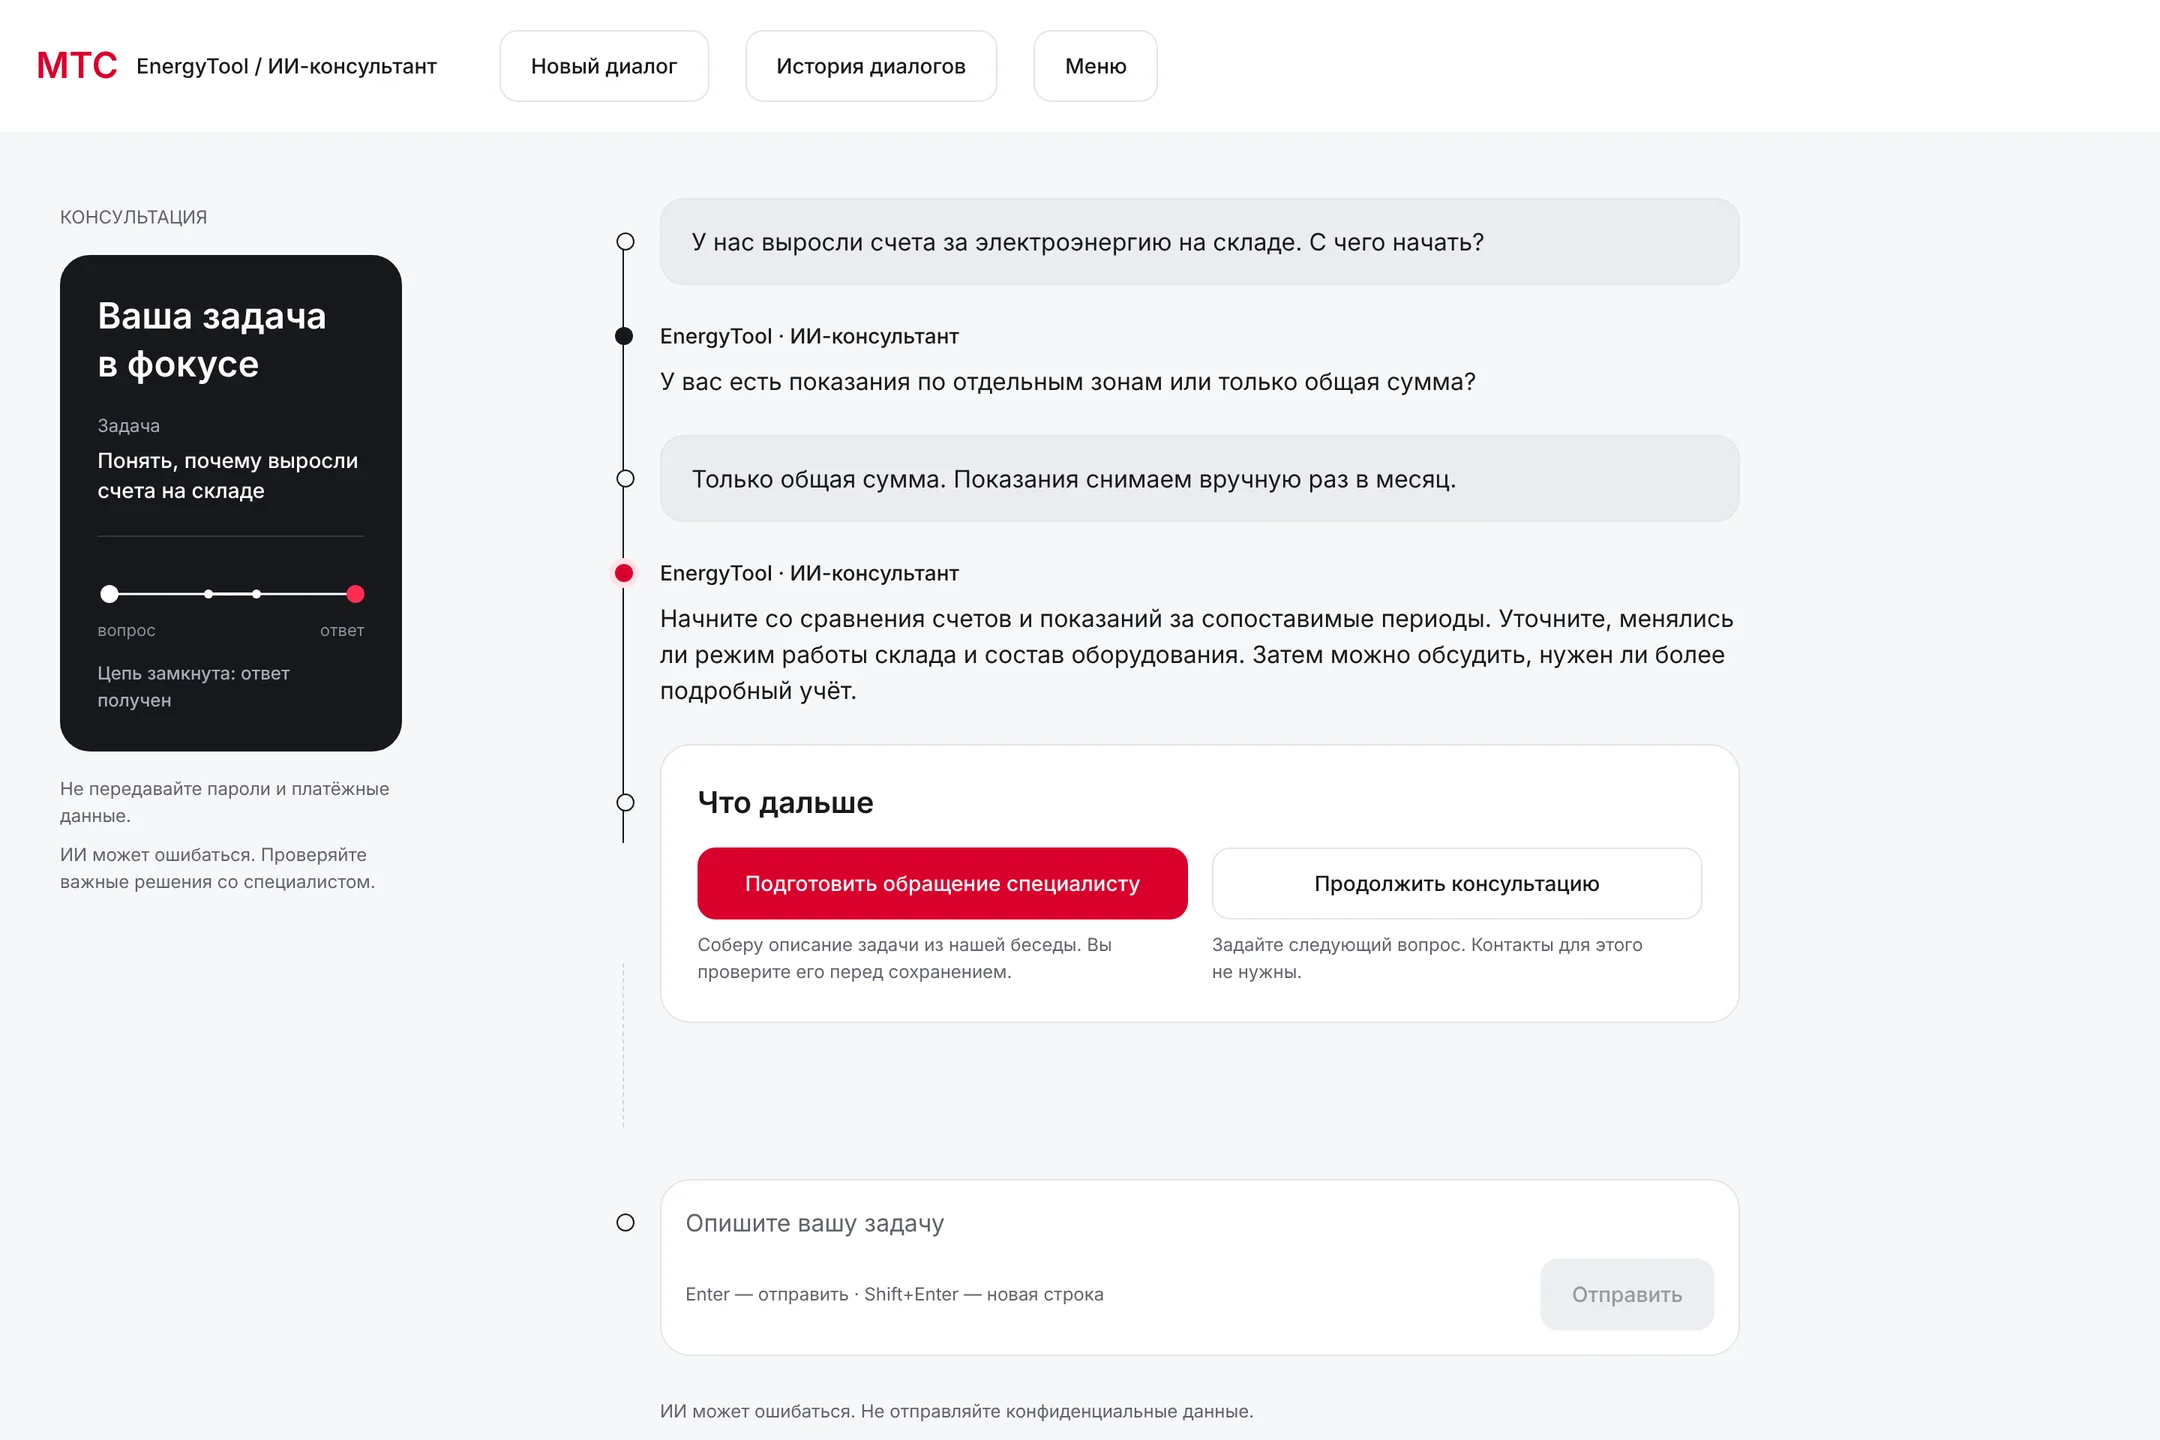 МТС
EnergyTool / ИИ-консультант
Новый диалог
История диалогов
Меню
КОНСУЛЬТАЦИЯ
Ваша задача
в фокусе
Задача
Понять, почему выросли
счета на складе
вопрос
ответ
Цепь замкнута: ответ
получен
Не передавайте пароли и платёжные
данные.
ИИ может ошибаться. Проверяйте
важные решения со специалистом.
У нас выросли счета за электроэнергию на складе. С чего начать?
EnergyTool · ИИ-консультант
У вас есть показания по отдельным зонам или только общая сумма?
Только общая сумма. Показания снимаем вручную раз в месяц.
EnergyTool · ИИ-консультант
Начните со сравнения счетов и показаний за сопоставимые периоды. Уточните, менялись
ли режим работы склада и состав оборудования. Затем можно обсудить, нужен ли более
подробный учёт.
Что дальше
Подготовить обращение специалисту
Соберу описание задачи из нашей беседы. Вы
проверите его перед сохранением.
Продолжить консультацию
Задайте следующий вопрос. Контакты для этого
не нужны.
Опишите вашу задачу
Enter — отправить · Shift+Enter — новая строка
Отправить
ИИ может ошибаться. Не отправляйте конфиденциальные данные.